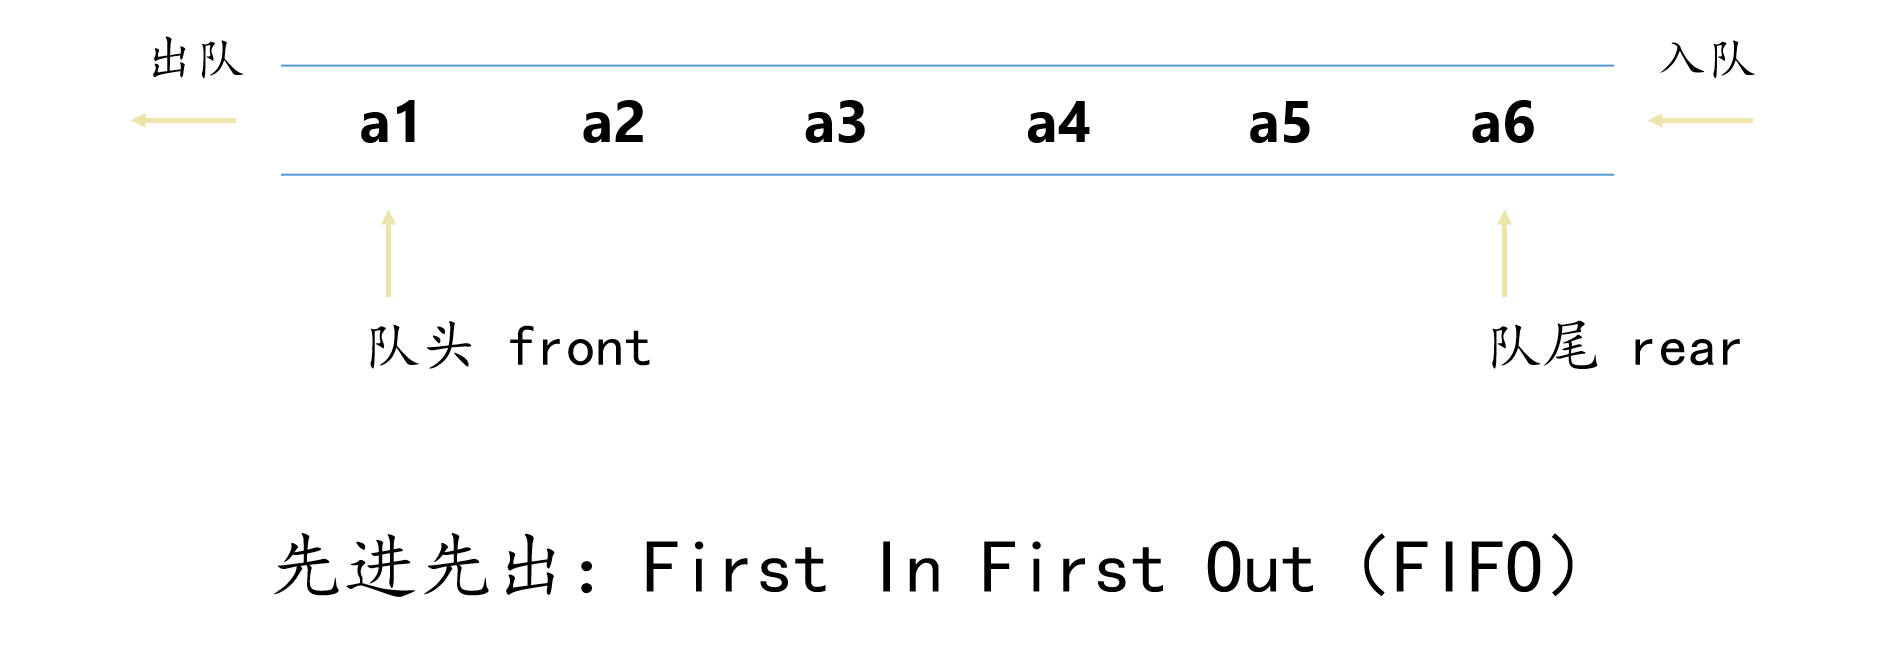 出队 入队
a1 a2 a3 a4 a5 a6
队头 front 队尾 rear
先进先出：First In First Out（FIFO）